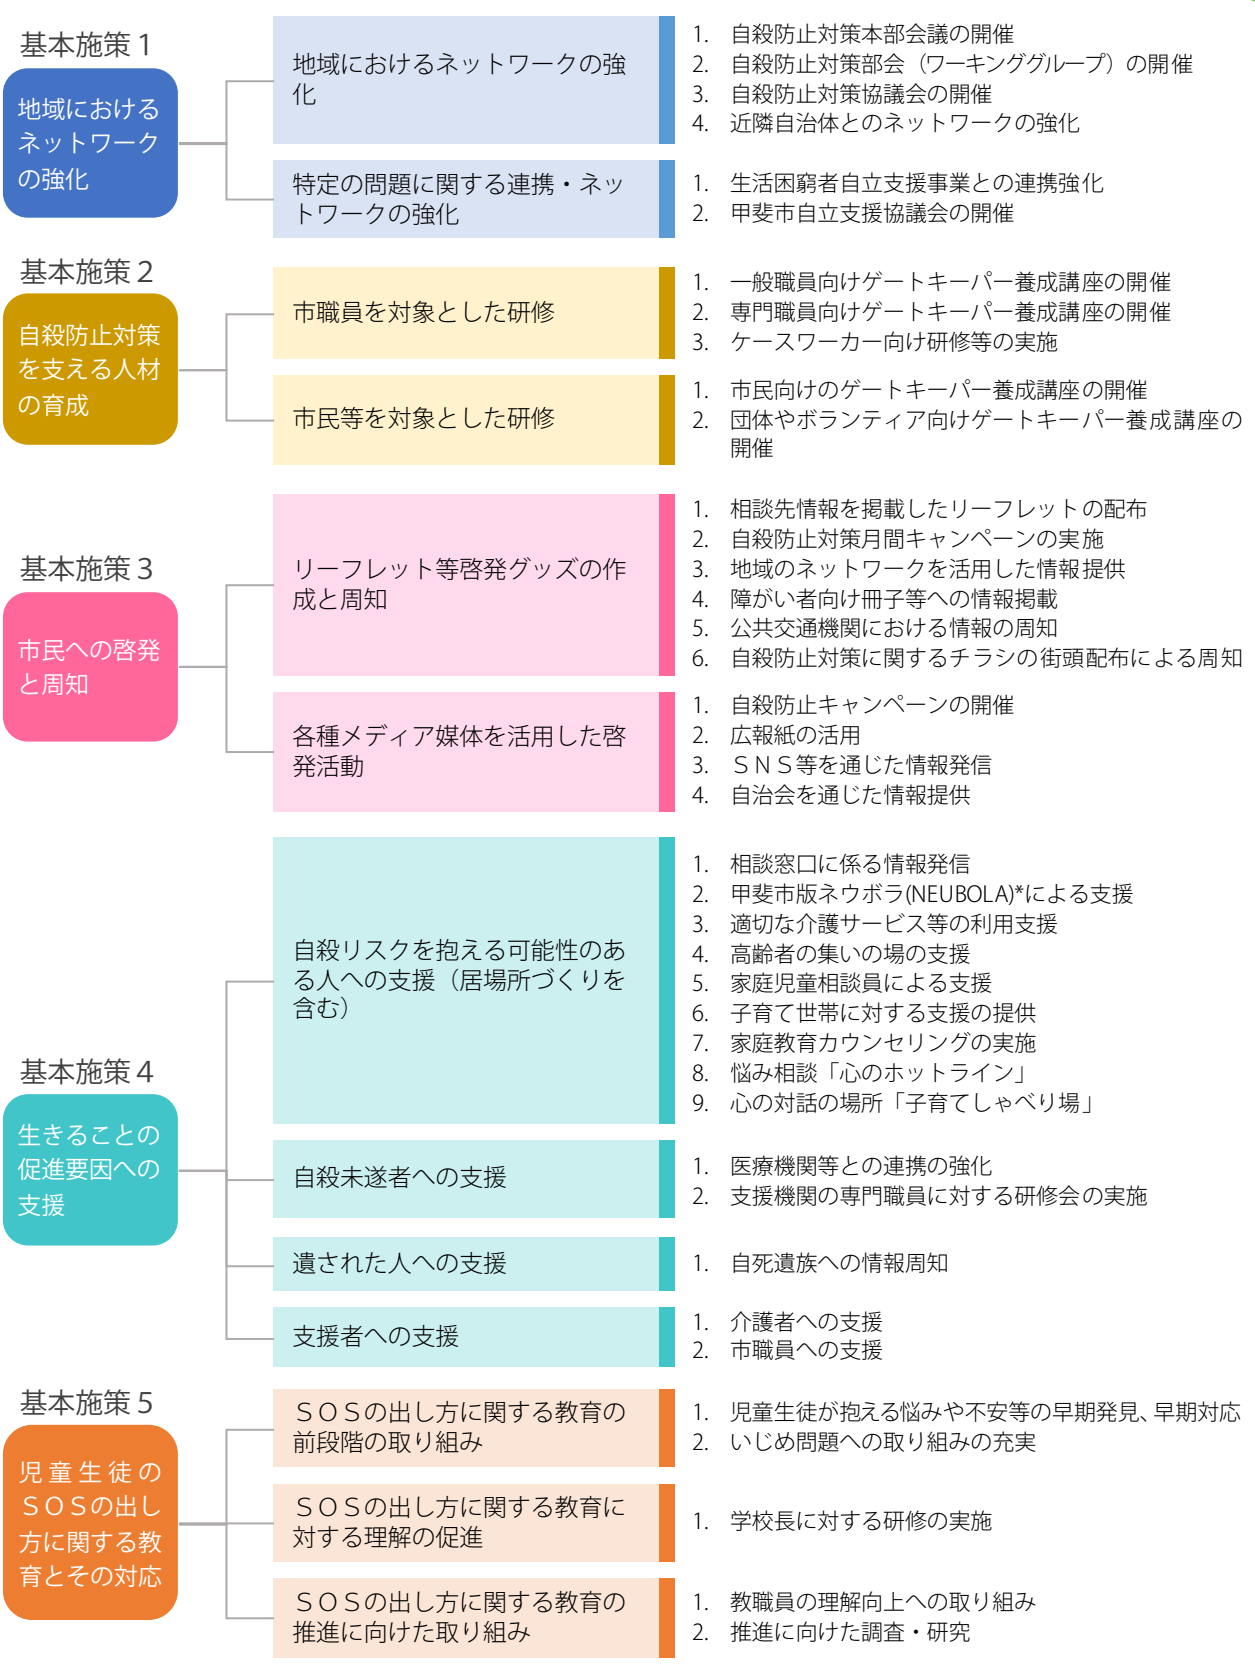 基本施策１
地域における
ネットワーク
の強化
地域におけるネットワークの強
化
1. 自殺防止対策本部会議の開催
2. 自殺防止対策部会（ワーキンググループ）の開催
3. 自殺防止対策協議会の開催
4. 近隣自治体とのネットワークの強化
特定の問題に関する連携・ネッ
トワークの強化
1. 生活困窮者自立支援事業との連携強化
2. 甲斐市自立支援協議会の開催
基本施策２
自殺防止対策
を支える人材
の育成
市職員を対象とした研修
1. 一般職員向けゲートキーパー養成講座の開催
2. 専門職員向けゲートキーパー養成講座の開催
3. ケースワーカー向け研修等の実施
市民等を対象とした研修
1. 市民向けのゲートキーパー養成講座の開催
2. 団体やボランティア向けゲートキーパー養成講座の
開催
基本施策３
市民への啓発
と周知
リーフレット等啓発グッズの作
成と周知
1. 相談先情報を掲載したリーフレットの配布
2. 自殺防止対策月間キャンペーンの実施
3. 地域のネットワークを活用した情報提供
4. 障がい者向け冊子等への情報掲載
5. 公共交通機関における情報の周知
6. 自殺防止対策に関するチラシの街頭配布による周知
各種メディア媒体を活用した啓
発活動
1. 自殺防止キャンペーンの開催
2. 広報紙の活用
3. ＳＮＳ等を通じた情報発信
4. 自治会を通じた情報提供
基本施策４
生きることの
促進要因への
支援
自殺リスクを抱える可能性のあ
る人への支援（居場所づくりを
含む）
1. 相談窓口に係る情報発信
2. 甲斐市版ネウボラ(NEUBOLA)*による支援
3. 適切な介護サービス等の利用支援
4. 高齢者の集いの場の支援
5. 家庭児童相談員による支援
6. 子育て世帯に対する支援の提供
7. 家庭教育カウンセリングの実施
8. 悩み相談「心のホットライン」
9. 心の対話の場所「子育てしゃべり場」
自殺未遂者への支援
1. 医療機関等との連携の強化
2. 支援機関の専門職員に対する研修会の実施
遺された人への支援
1. 自死遺族への情報周知
支援者への支援
1. 介護者への支援
2. 市職員への支援
基本施策５
児童生徒の
ＳＯＳの出し
方に関する教
育とその対応
ＳＯＳの出し方に関する教育の
前段階の取り組み
1. 児童生徒が抱える悩みや不安等の早期発見、早期対応
2. いじめ問題への取り組みの充実
ＳＯＳの出し方に関する教育に
対する理解の促進
1. 学校長に対する研修の実施
ＳＯＳの出し方に関する教育の
推進に向けた取り組み
1. 教職員の理解向上への取り組み
2. 推進に向けた調査・研究